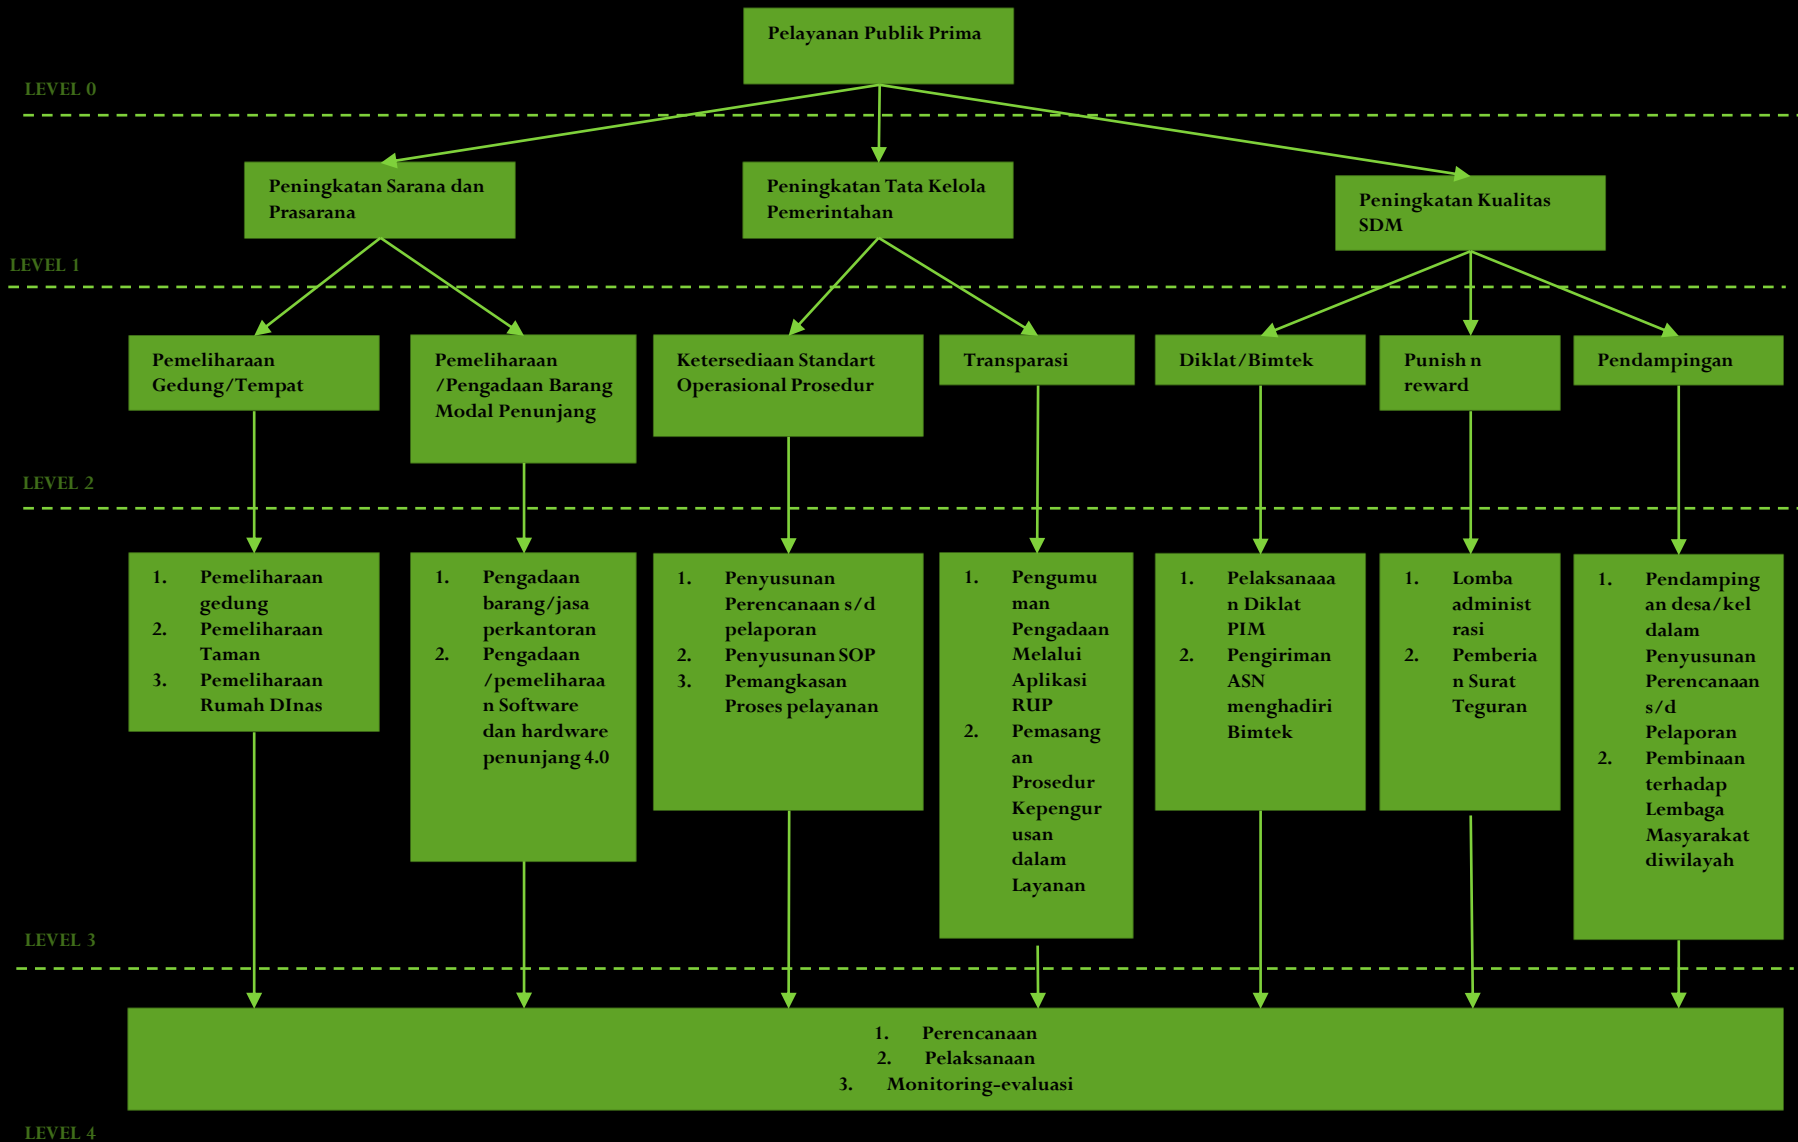 Pelayanan Publik Prima
LEVEL 0
Peningkatan Sarana dan
Prasarana
Peningkatan Tata Kelola
Pemerintahan
Peningkatan Kualitas
SDM
LEVEL 1
Pemeliharaan
Gedung/Tempat
Pemeliharaan
/Pengadaan Barang
Modal Penunjang
Ketersediaan Standart
Operasional Prosedur
Transparasi
Diklat/Bimtek
Punish n
reward
Pendampingan
LEVEL 2
1. Pemeliharaan
gedung
2. Pemeliharaan
Taman
3. Pemeliharaan
Rumah DInas
1. Pengadaan
barang/jasa
perkantoran
2. Pengadaan
/pemeliharaa
n Software
dan hardware
penunjang 4.0
1. Penyusunan
Perencanaan s/d
pelaporan
2. Penyusunan SOP
3. Pemangkasan
Proses pelayanan
1. Pengumu
man
Pengadaan
Melalui
Aplikasi
RUP
2. Pemasang
an
Prosedur
Kepengur
usan
dalam
Layanan
1. Pelaksanaaa
n Diklat
PIM
2. Pengiriman
ASN
menghadiri
Bimtek
1. Lomba
administ
rasi
2. Pemberia
n Surat
Teguran
1. Pendamping
an desa/kel
dalam
Penyusunan
Perencanaan
s/d
Pelaporan
2. Pembinaan
terhadap
Lembaga
Masyarakat
diwilayah
LEVEL 3
1. Perencanaan
2. Pelaksanaan
3. Monitoring-evaluasi
LEVEL 4